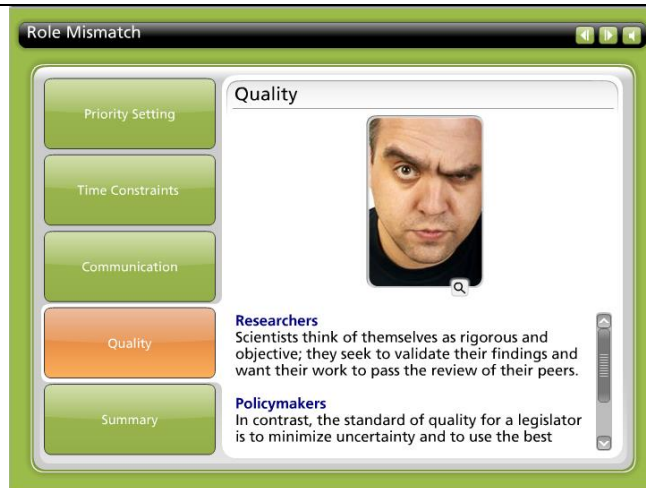 Role Mismatch
Priority Setting
Time Constraints
Communication
Quality
Summary
Quality
Researchers
Scientists think of themselves as rigorous and
objective; they seek to validate their findings and
want their work to pass the review of their peers.
Policymakers
In contrast, the standard of quality for a legislator
is to minimize uncertainty and to use the best